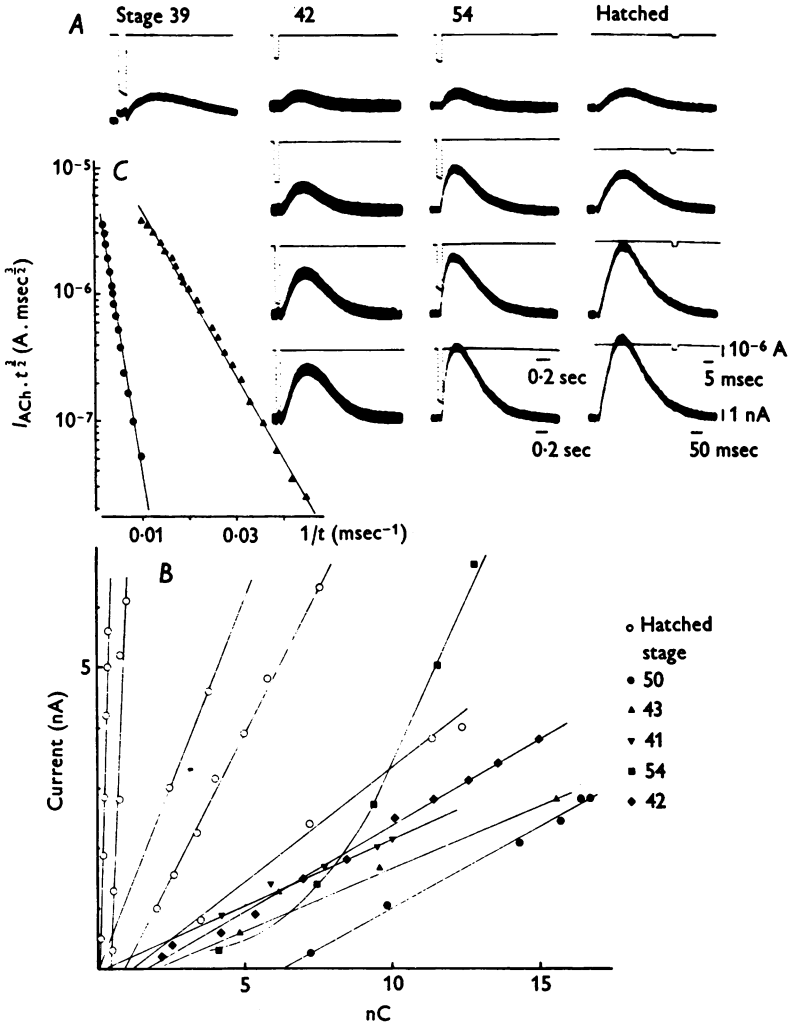 A Stage 39 42 54 Hatched
10⁻⁵ C
10⁻⁶
10⁻⁷
I_ACh · t^3/2 (A. msec^3/2)
0·01 0·03 1/t (msec⁻¹)
0·2 sec
10⁻⁶ A
5 msec
1 nA
0·2 sec
50 msec
B
5
Current (nA)
5 10 15
nC
Hatched
stage
50
43
41
54
42